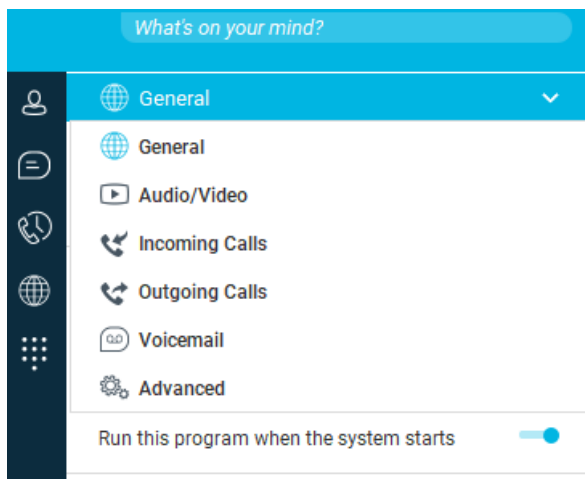 What's on your mind?
General
General
Audio/Video
Incoming Calls
Outgoing Calls
Voicemail
Advanced
Run this program when the system starts